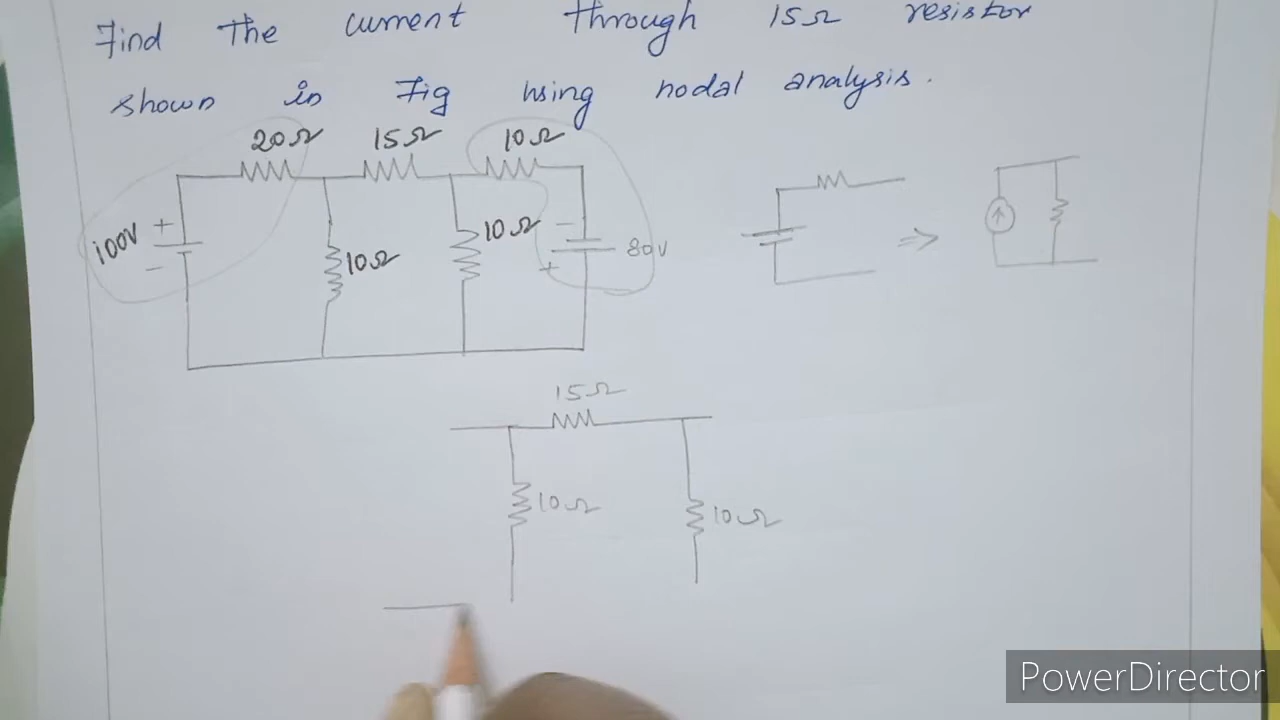 Find The current Through 15Ω resistor
shown in Fig using nodal analysis.
20Ω 15Ω 10Ω
100V + − 10Ω 10Ω − + 80V
15Ω
10Ω 10Ω
PowerDirector